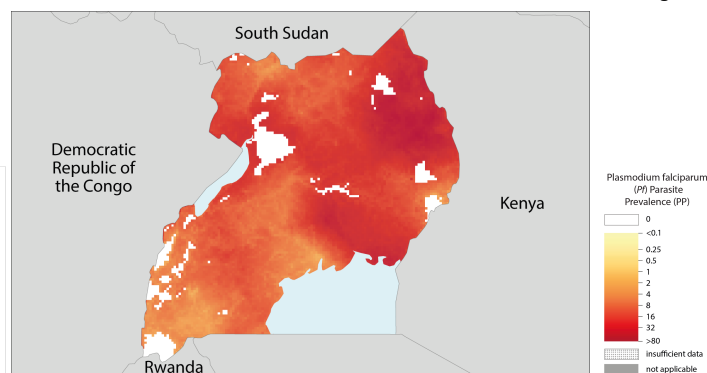 South Sudan
Democratic
Republic of
the Congo
Kenya
Rwanda
Plasmodium falciparum
(Pf) Parasite
Prevalence (PP)
0
<0.1
0.25
0.5
1
2
4
8
16
32
>80
insufficient data
not applicable